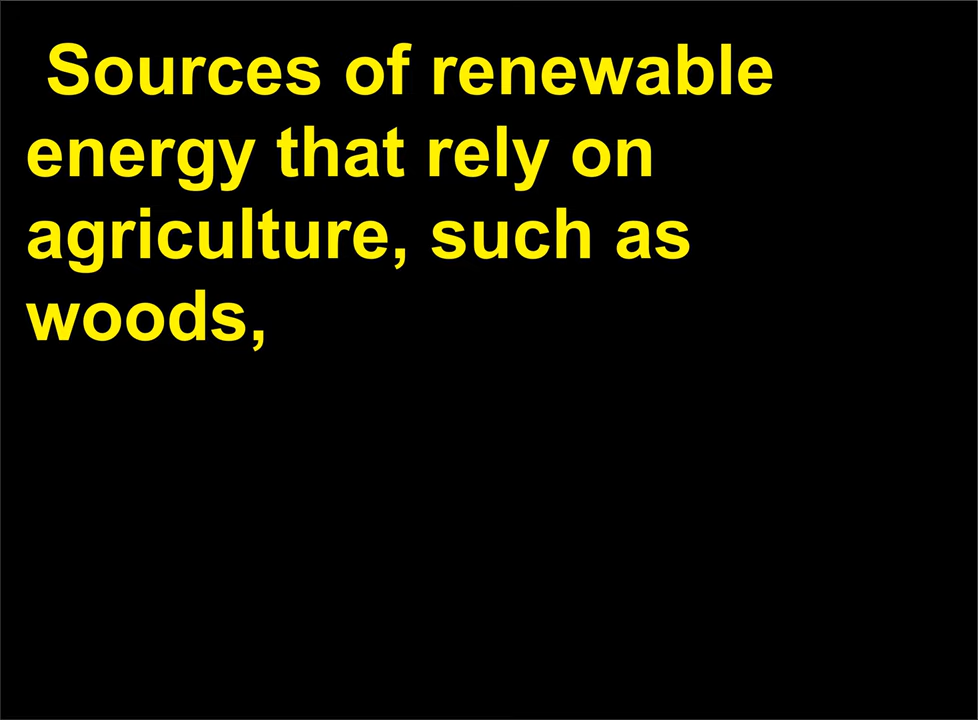 Sources of renewable
energy that rely on
agriculture, such as
woods,